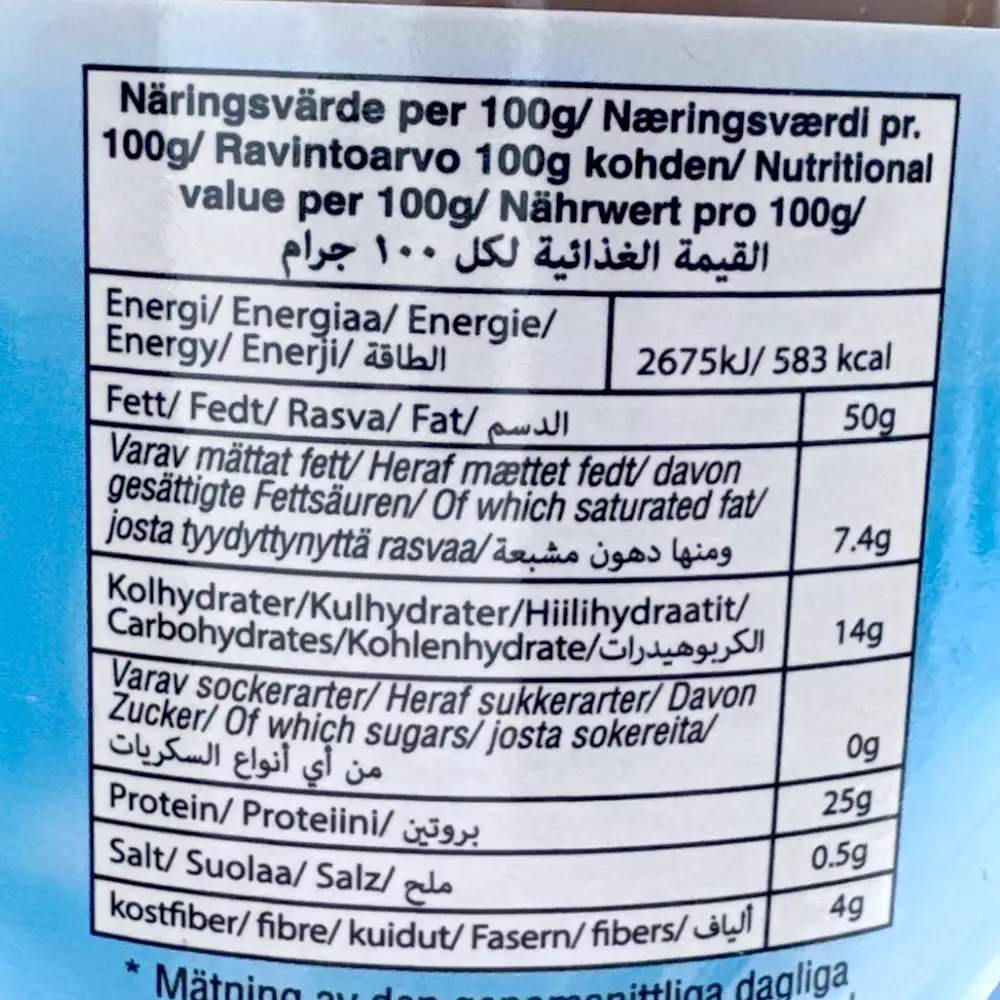 Näringsvärde per 100g/ Næringsværdi pr.
100g/ Ravintoarvo 100g kohden/ Nutritional
value per 100g/ Nährwert pro 100g/
القيمة الغذائية لكل ١٠٠ جرام
Energi/ Energiaa/ Energie/
Energy/ Enerji/ الطاقة
2675kJ/ 583 kcal
Fett/ Fedt/ Rasva/ Fat/ الدسم
50g
Varav mättat fett/ Heraf mættet fedt/ davon
gesättigte Fettsäuren/ Of which saturated fat/
josta tyydyttynyttä rasvaa/ ومنها دهون مشبعة
7.4g
Kolhydrater/Kulhydrater/Hiilihydraatit/
Carbohydrates/Kohlenhydrate/الكربوهيدرات
14g
Varav sockerarter/ Heraf sukkerarter/ Davon
Zucker/ Of which sugars/ josta sokereita/
من أي أنواع السكريات
0g
Protein/ Proteiini/ بروتين
25g
Salt/ Suolaa/ Salz/ ملح
0.5g
kostfiber/ fibre/ kuidut/ Fasern/ fibers/ ألياف
4g
* Mätning av den genomsnittliga dagliga